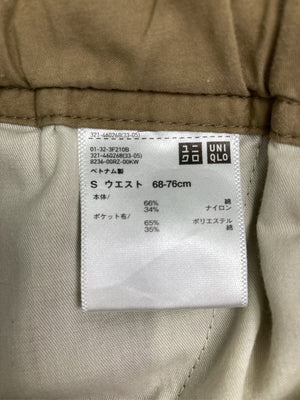 321-460268(33-05)
01-32-3F210B
321-460268(33-05)
8236-00RZ-00KW
ベトナム製
ユニ
クロ
UNI
QLO
S ウエスト 68-76cm
本体/
66% 綿
34% ナイロン
ポケット布/
65% ポリエステル
35% 綿